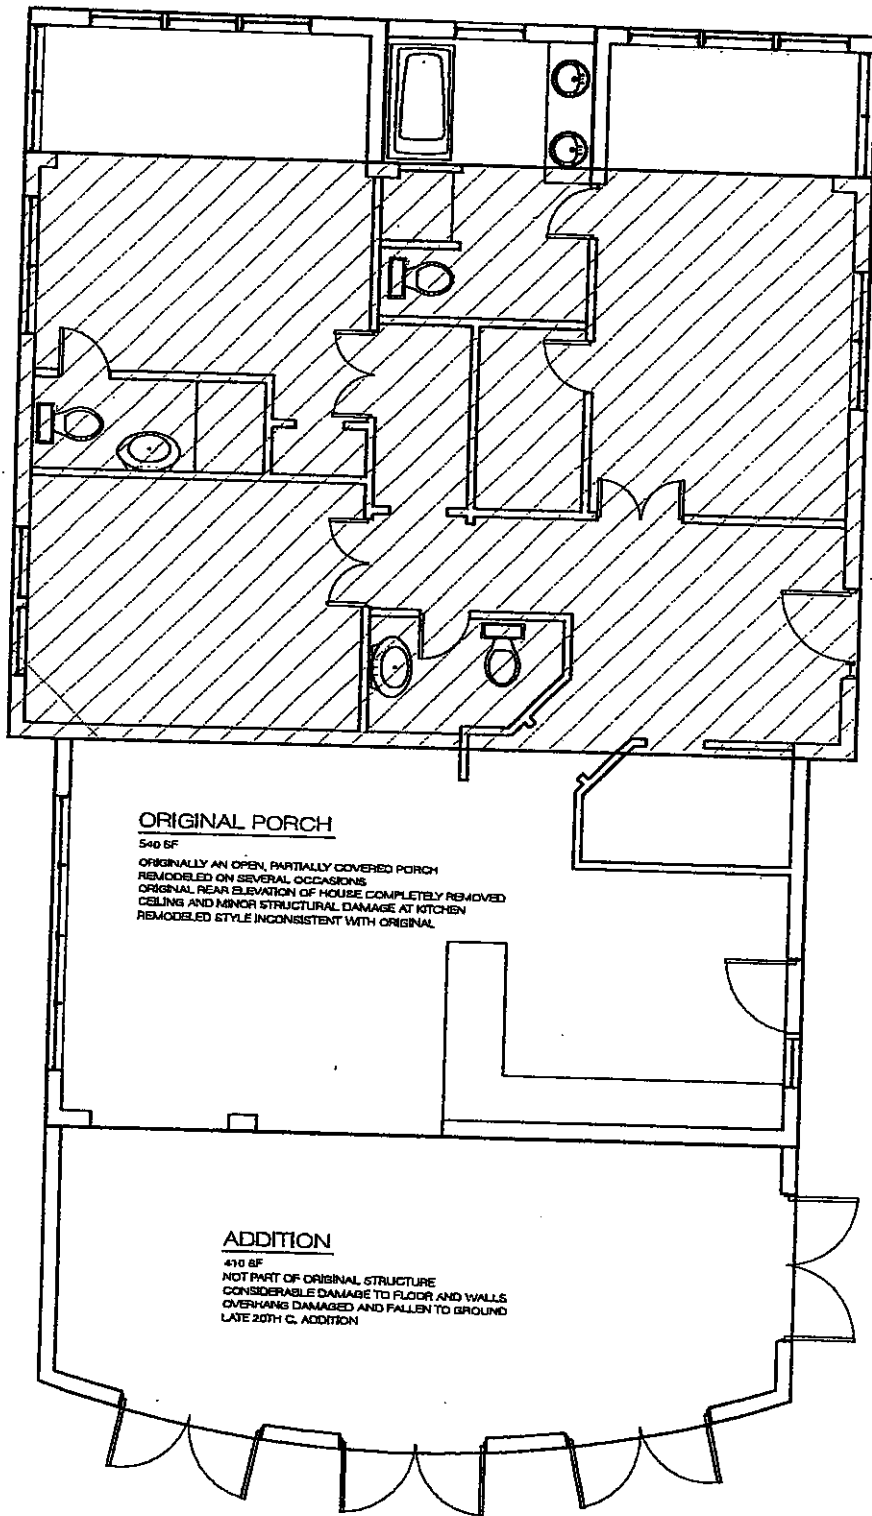 ORIGINAL PORCH
540 SF
ORIGINALLY AN OPEN, PARTIALLY COVERED PORCH
REMODELED ON SEVERAL OCCASIONS
ORIGINAL REAR ELEVATION OF HOUSE COMPLETELY REMOVED
CEILING AND MINOR STRUCTURAL DAMAGE AT KITCHEN
REMODELED STYLE INCONSISTENT WITH ORIGINAL
ADDITION
410 SF
NOT PART OF ORIGINAL STRUCTURE
CONSIDERABLE DAMAGE TO FLOOR AND WALLS
OVERHANG DAMAGED AND FALLEN TO GROUND
LATE 20TH C. ADDITION